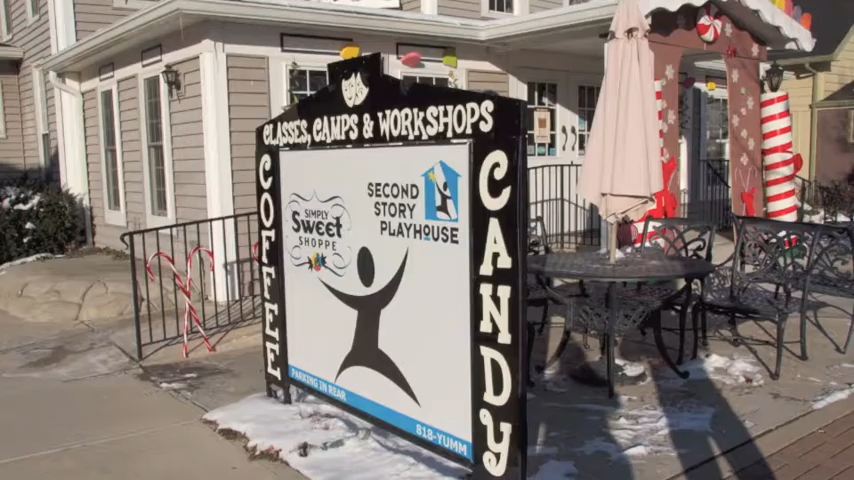 CLASSES, CAMPS & WORKSHOPS
COFFEE
SIMPLY
SWEET
SHOPPE
SECOND
STORY
PLAYHOUSE
CANDY
PARKING IN REAR
818-YUMM